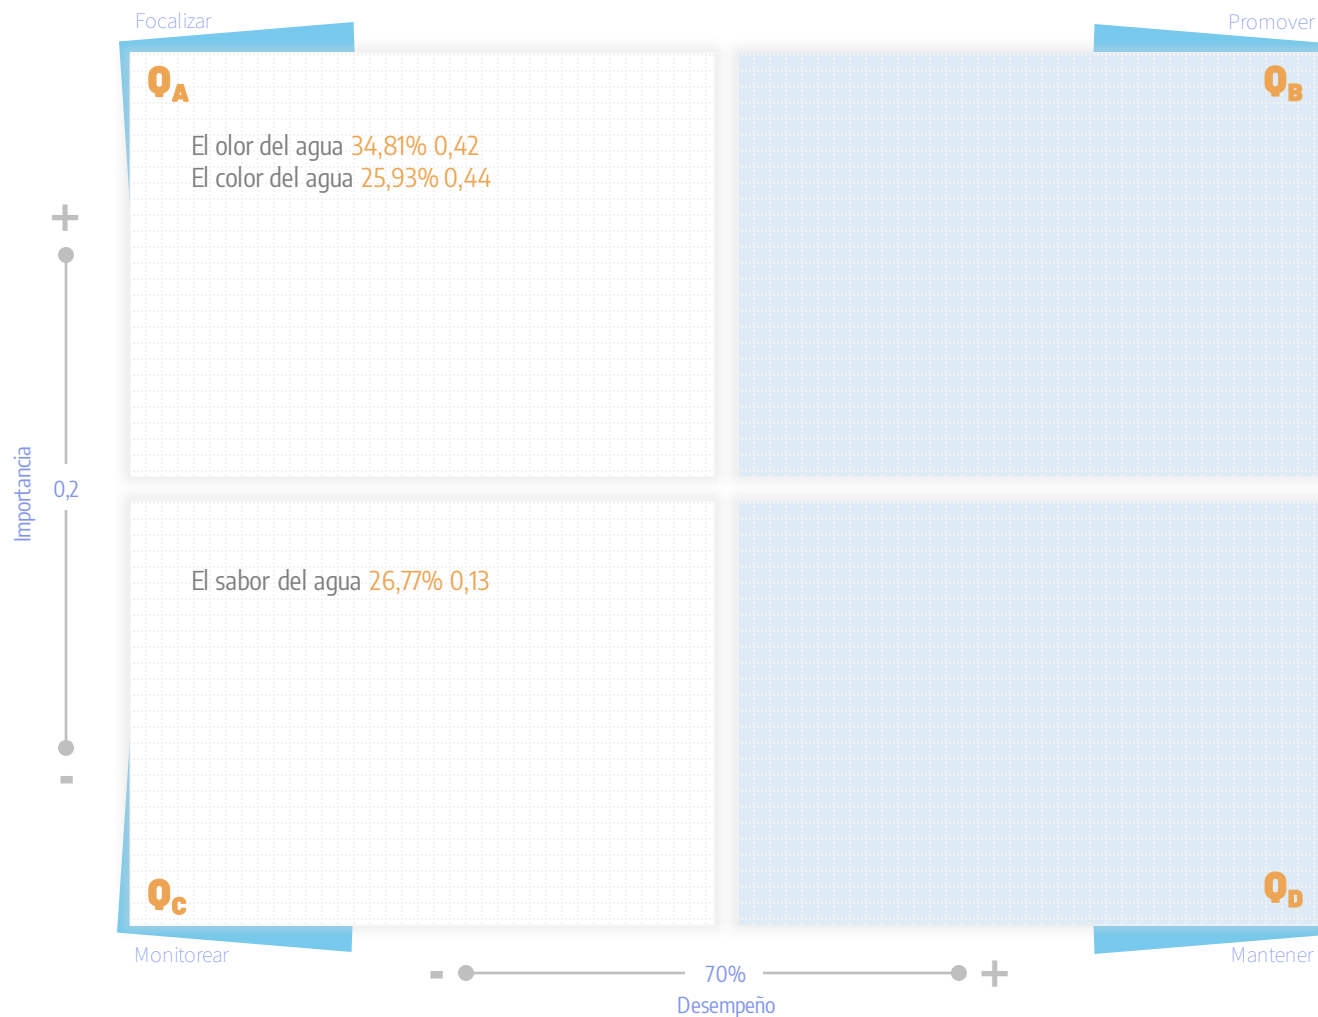 Focalizar
Promover
QA
QB
El olor del agua 34,81% 0,42
El color del agua 25,93% 0,44
+
Importancia
0,2
El sabor del agua 26,77% 0,13
-
QC
QD
Monitorear
Mantener
- 70% +
Desempeño